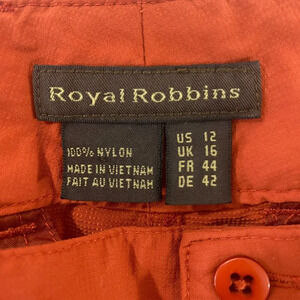 Royal Robbins
100% NYLON
MADE IN VIETNAM
FAIT AU VIETNAM
US 12
UK 16
FR 44
DE 42